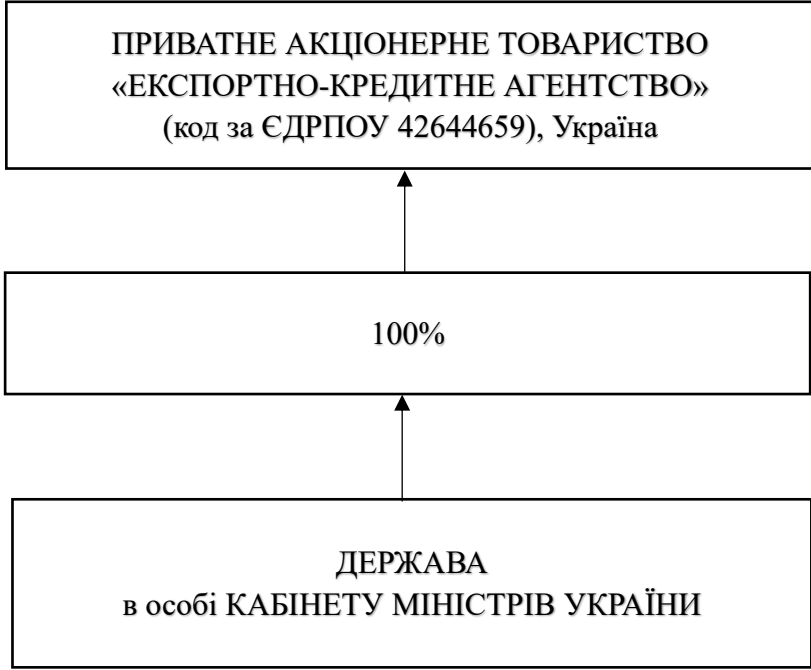 ПРИВАТНЕ АКЦІОНЕРНЕ ТОВАРИСТВО
«ЕКСПОРТНО-КРЕДИТНЕ АГЕНТСТВО»
(код за ЄДРПОУ 42644659), Україна
100%
ДЕРЖАВА
в особі КАБІНЕТУ МІНІСТРІВ УКРАЇНИ